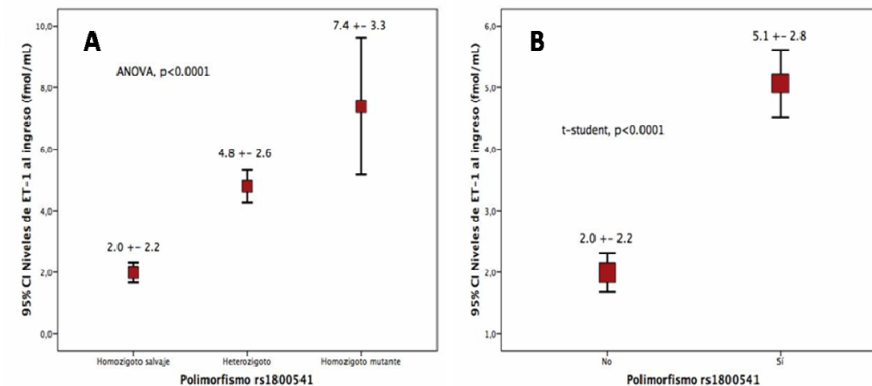 A
95% CI Niveles de ET-1 al ingreso (fmol/mL)
10,0
8,0
6,0
4,0
2,0
0,0
ANOVA, p<0.0001
2.0 +- 2.2
4.8 +- 2.6
7.4 +- 3.3
Homozigoto salvaje
Heterozigoto
Homozigoto mutante
Polimorfismo rs1800541
B
95% CI Niveles de ET-1 al ingreso (fmol/mL)
6,0
5,0
4,0
3,0
2,0
1,0
t-student, p<0.0001
2.0 +- 2.2
5.1 +- 2.8
No
Sí
Polimorfismo rs1800541